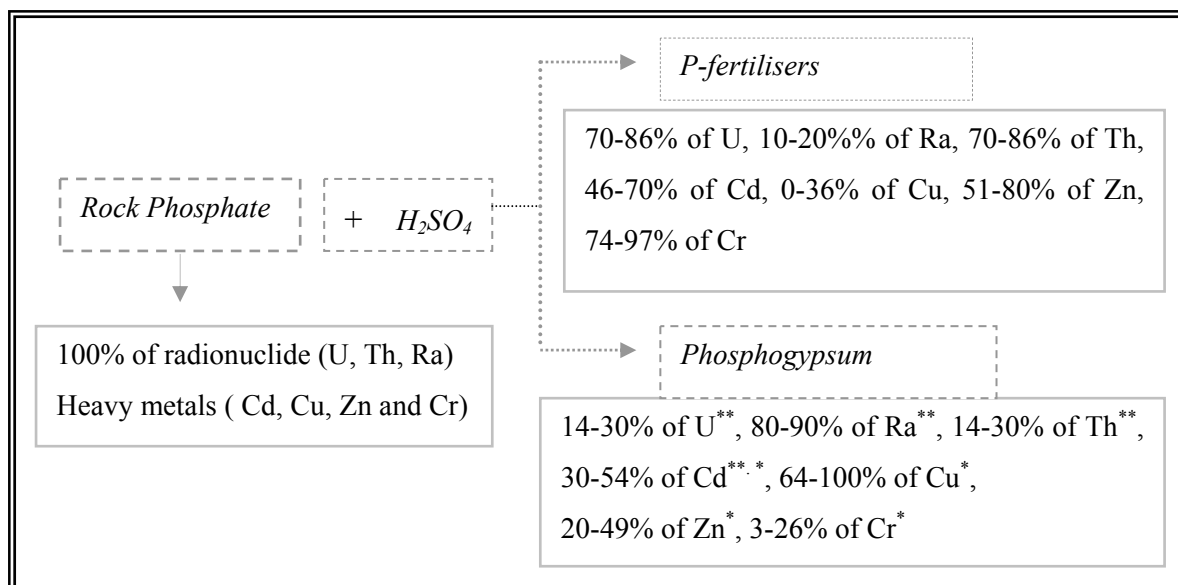 P-fertilisers
70-86% of U, 10-20%% of Ra, 70-86% of Th,
46-70% of Cd, 0-36% of Cu, 51-80% of Zn,
74-97% of Cr
Rock Phosphate
+ H₂SO₄
100% of radionuclide (U, Th, Ra)
Heavy metals ( Cd, Cu, Zn and Cr)
Phosphogypsum
14-30% of U**, 80-90% of Ra**, 14-30% of Th**,
30-54% of Cd**, *, 64-100% of Cu*,
20-49% of Zn*, 3-26% of Cr*